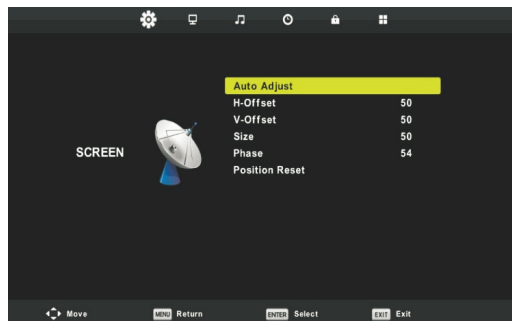 SCREEN
Auto Adjust
H-Offset 50
V-Offset 50
Size 50
Phase 54
Position Reset
Move MENU Return ENTER Select EXIT Exit